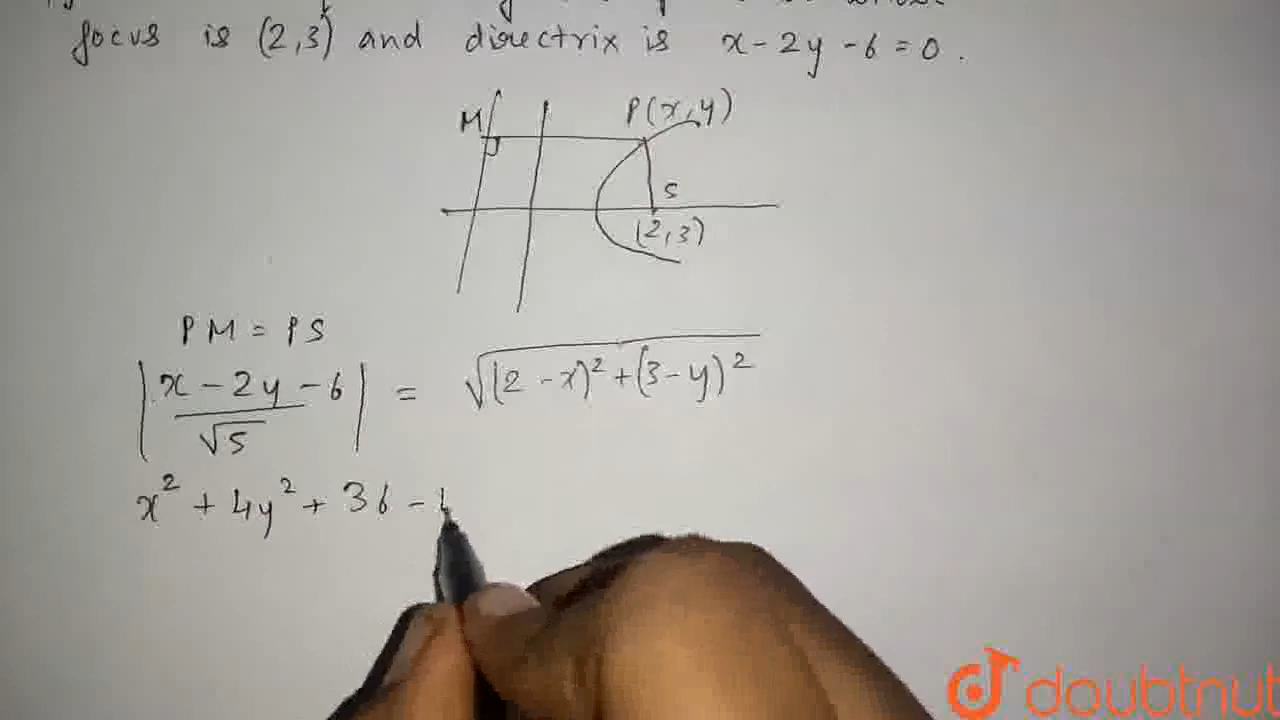 focus is (2,3) and directrix is x - 2y - 6 = 0 .
M
P(x,y)
S
(2,3)
PM = PS
|x - 2y - 6 / √5| = √(2 - x)² + (3 - y)²
x² + 4y² + 36 -
doubtnut